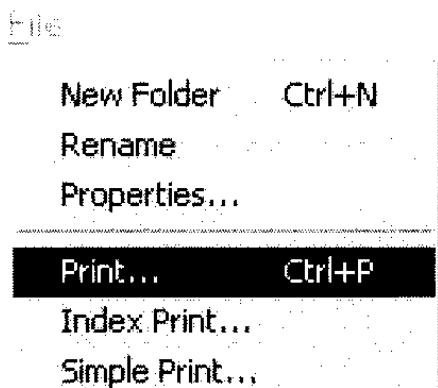 File
New Folder Ctrl+N
Rename
Properties...
Print... Ctrl+P
Index Print...
Simple Print...